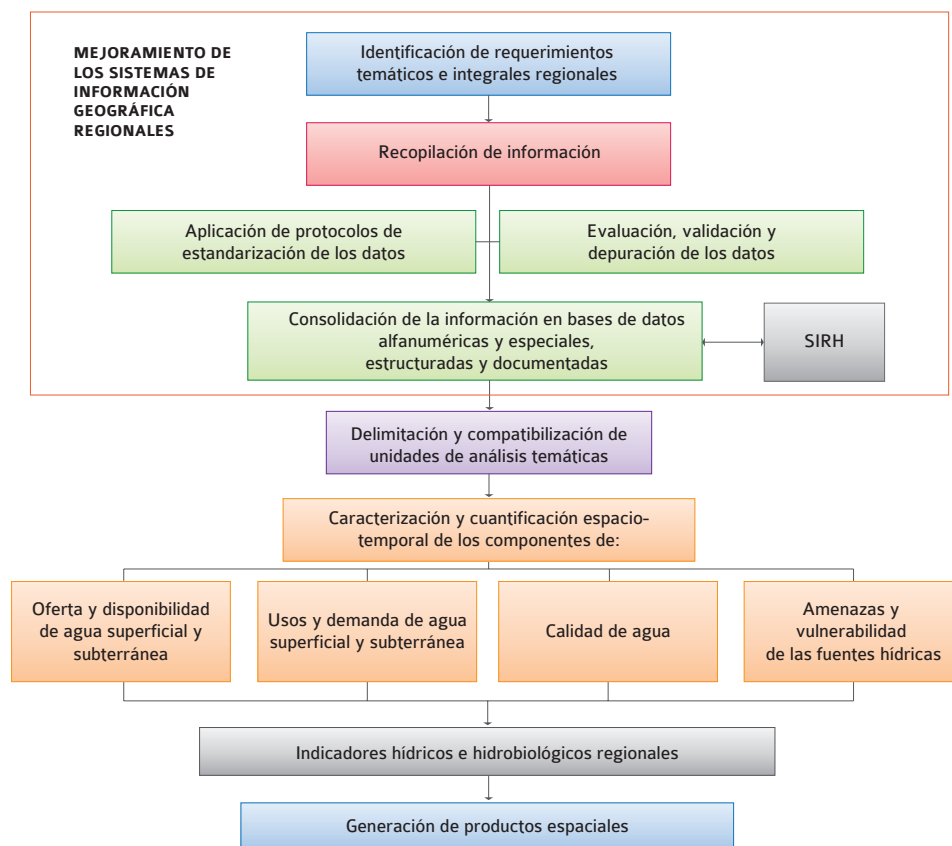 MEJORAMIENTO DE
LOS SISTEMAS DE
INFORMACIÓN
GEOGRÁFICA
REGIONALES
Identificación de requerimientos
temáticos e integrales regionales
Recopilación de información
Aplicación de protocolos de
estandarización de los datos
Evaluación, validación y
depuración de los datos
Consolidación de la información en bases de datos
alfanuméricas y especiales,
estructuradas y documentadas
SIRH
Delimitación y compatibilización de
unidades de análisis temáticas
Caracterización y cuantificación espacio-
temporal de los componentes de:
Oferta y disponibilidad
de agua superficial y
subterránea
Usos y demanda de agua
superficial y subterránea
Calidad de agua
Amenazas y
vulnerabilidad
de las fuentes hídricas
Indicadores hídricos e hidrobiológicos regionales
Generación de productos espaciales